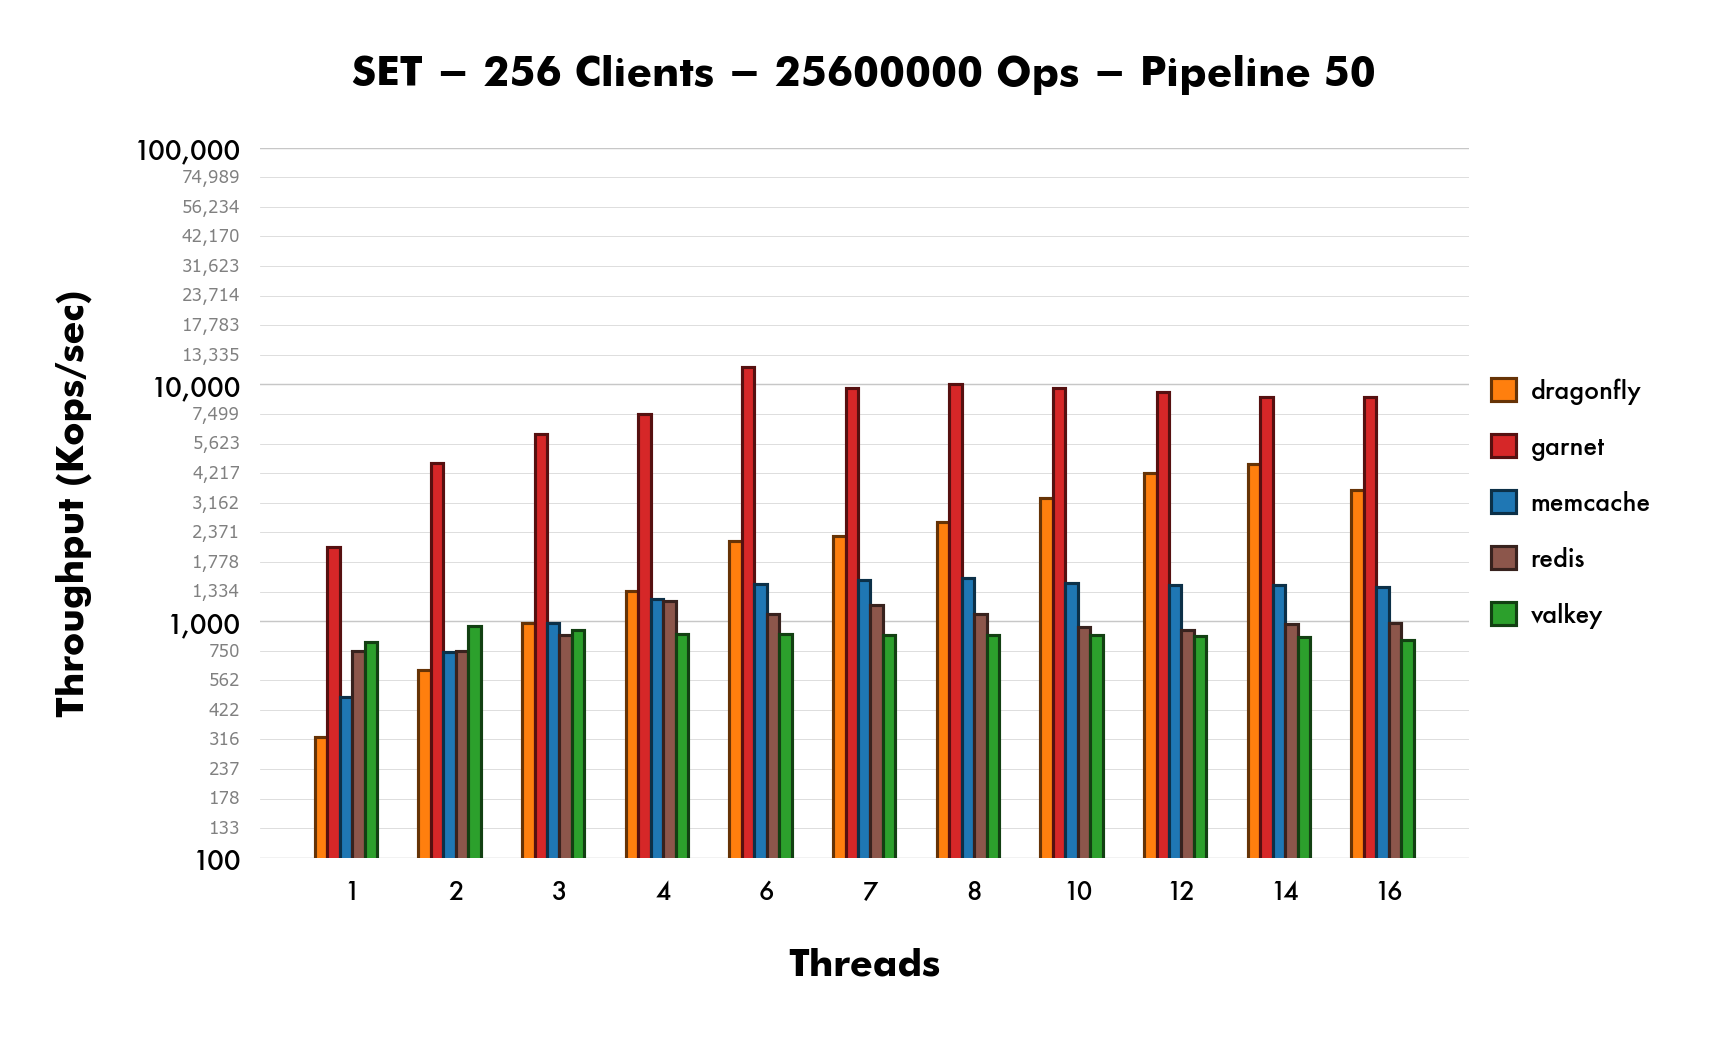 SET – 256 Clients – 25600000 Ops – Pipeline 50
Throughput (Kops/sec)
100,000
74,989
56,234
42,170
31,623
23,714
17,783
13,335
10,000
7,499
5,623
4,217
3,162
2,371
1,778
1,334
1,000
750
562
422
316
237
178
133
100
1 2 3 4 6 7 8 10 12 14 16
Threads
dragonfly
garnet
memcache
redis
valkey